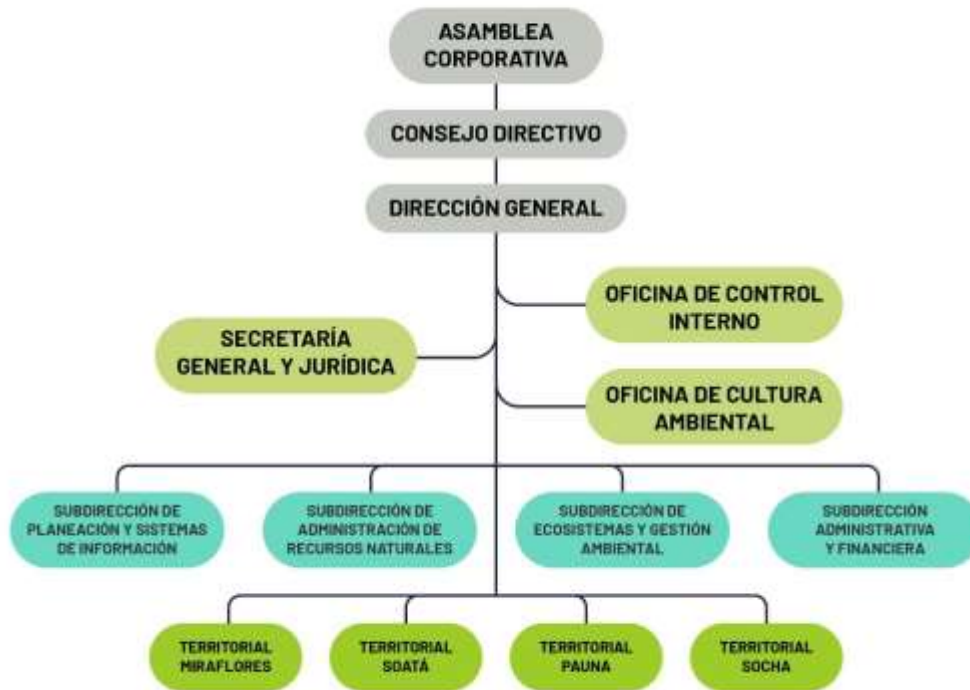 ASAMBLEA
CORPORATIVA
CONSEJO DIRECTIVO
DIRECCIÓN GENERAL
OFICINA DE CONTROL
INTERNO
SECRETARÍA
GENERAL Y JURÍDICA
OFICINA DE CULTURA
AMBIENTAL
SUBDIRECCIÓN DE
PLANEACIÓN Y SISTEMAS
DE INFORMACIÓN
SUBDIRECCIÓN DE
ADMINISTRACIÓN DE
RECURSOS NATURALES
SUBDIRECCIÓN DE
ECOSISTEMAS Y GESTIÓN
AMBIENTAL
SUBDIRECCIÓN
ADMINISTRATIVA
Y FINANCIERA
TERRITORIAL
MIRAFLORES
TERRITORIAL
SOATÁ
TERRITORIAL
PAUNA
TERRITORIAL
SOCHA